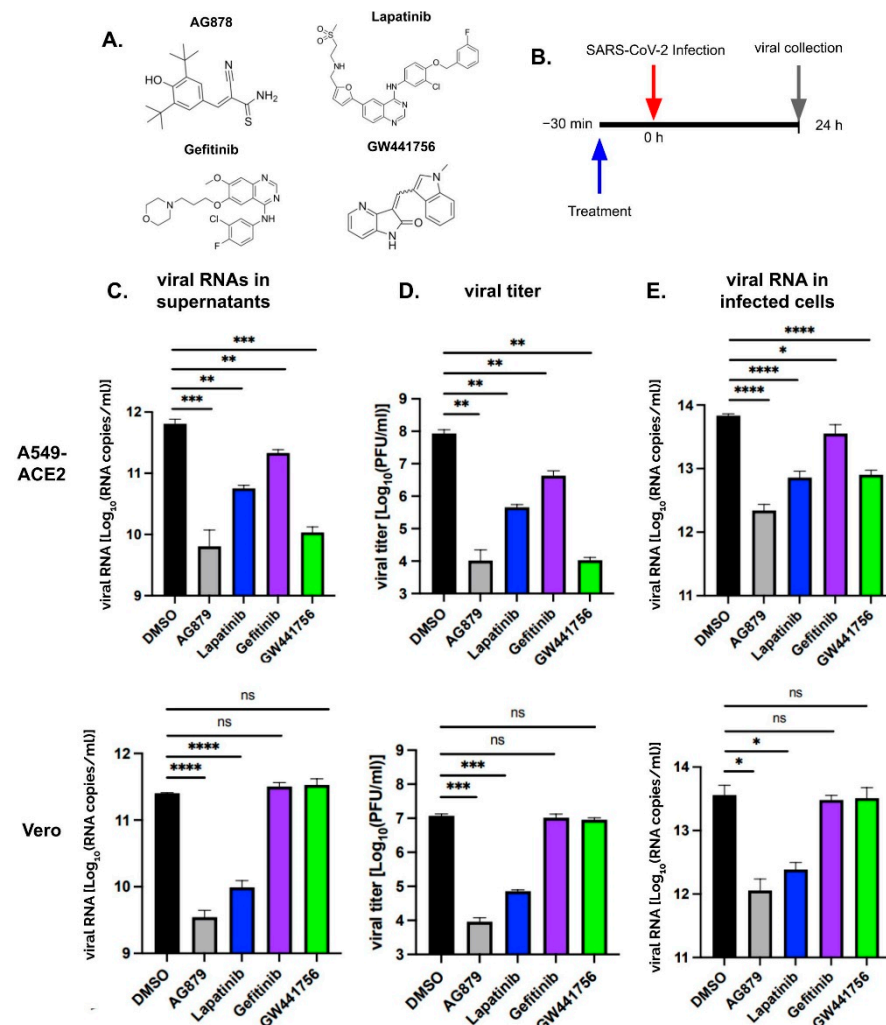 A.
AG878
Lapatinib
HO
CN
NH2
S
O
O
S
NH
O
N
N
HN
Cl
O
F
Gefitinib
GW441756
O
N
O
O
N
N
NH
Cl
F
N
N
O
N
H
B.
SARS-CoV-2 Infection
viral collection
−30 min
0 h
24 h
Treatment
C.
viral RNAs in
supernatants
D.
viral titer
E.
viral RNA in
infected cells
A549-
ACE2
viral RNA [Log10(RNA copies/ml)]
12
11
10
9
***
**
**
***
DMSO
AG879
Lapatinib
Gefitinib
GW441756
viral titer [Log10(PFU/ml)]
9
8
7
6
5
4
3
**
**
**
**
DMSO
AG879
Lapatinib
Gefitinib
GW441756
viral RNA [Log10(RNA copies/ml)]
14
13
12
11
****
*
****
****
DMSO
AG879
Lapatinib
Gefitinib
GW441756
Vero
viral RNA [Log10(RNA copies/ml)]
12
11
10
9
ns
ns
****
****
DMSO
AG879
Lapatinib
Gefitinib
GW441756
viral titer [Log10(PFU/ml)]
9
8
7
6
5
4
3
ns
ns
***
***
DMSO
AG879
Lapatinib
Gefitinib
GW441756
viral RNA [Log10(RNA copies/ml)]
14
13
12
11
ns
ns
*
*
DMSO
AG879
Lapatinib
Gefitinib
GW441756